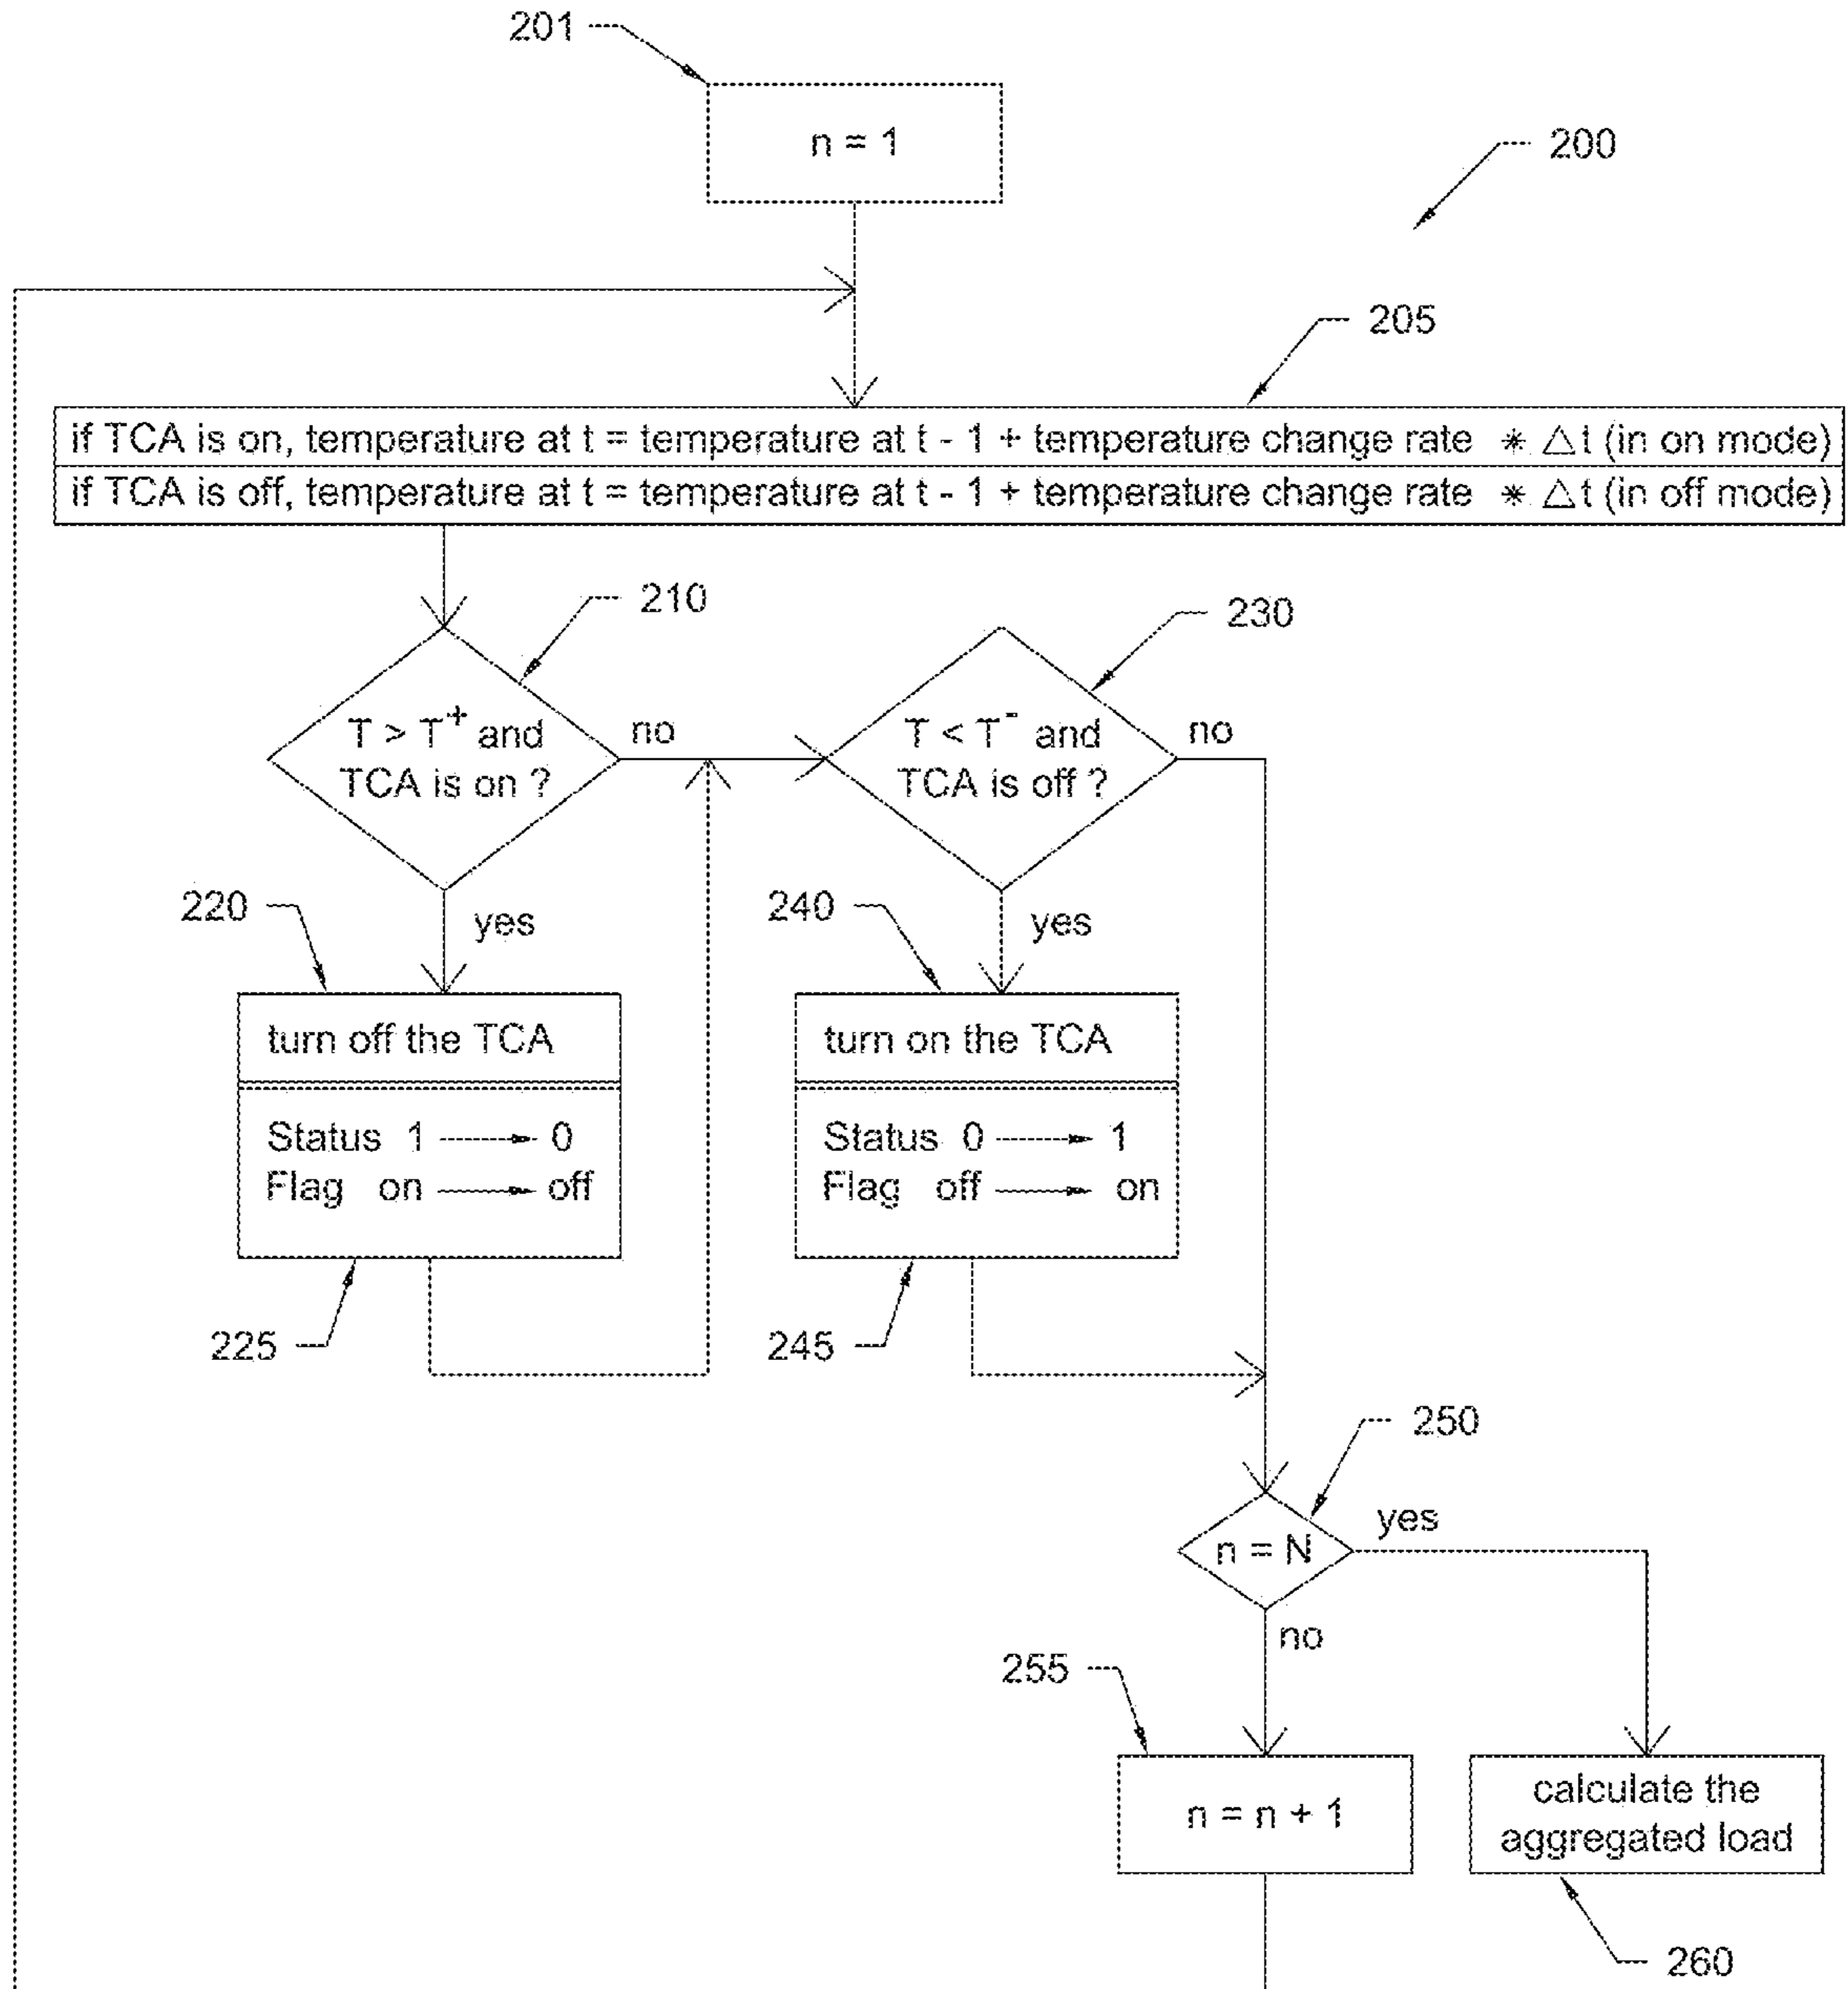 201
n = 1
200
205
if TCA is on, temperature at t = temperature at t - 1 + temperature change rate * △t (in on mode)
if TCA is off, temperature at t = temperature at t - 1 + temperature change rate * △t (in off mode)
210
230
T > T⁺ and
TCA is on ?
no
T < T⁻ and
TCA is off ?
no
220
yes
240
yes
turn off the TCA
Status 1 → 0
Flag on → off
turn on the TCA
Status 0 → 1
Flag off → on
225
245
250
n = N
yes
no
255
n = n + 1
calculate the
aggregated load
260